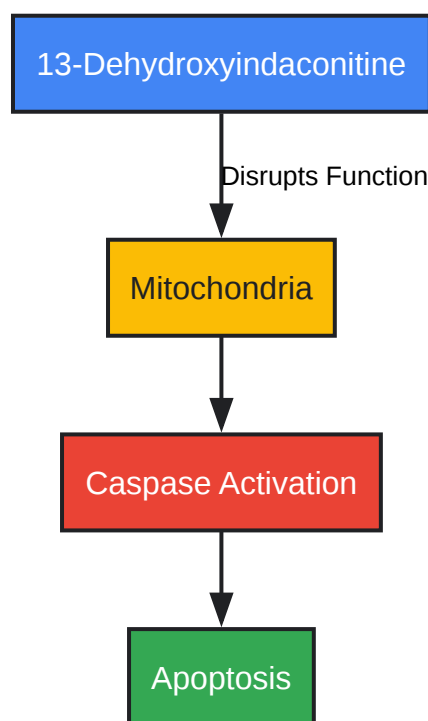 13-Dehydroxyindaconitine
Disrupts Function
Mitochondria
Caspase Activation
Apoptosis